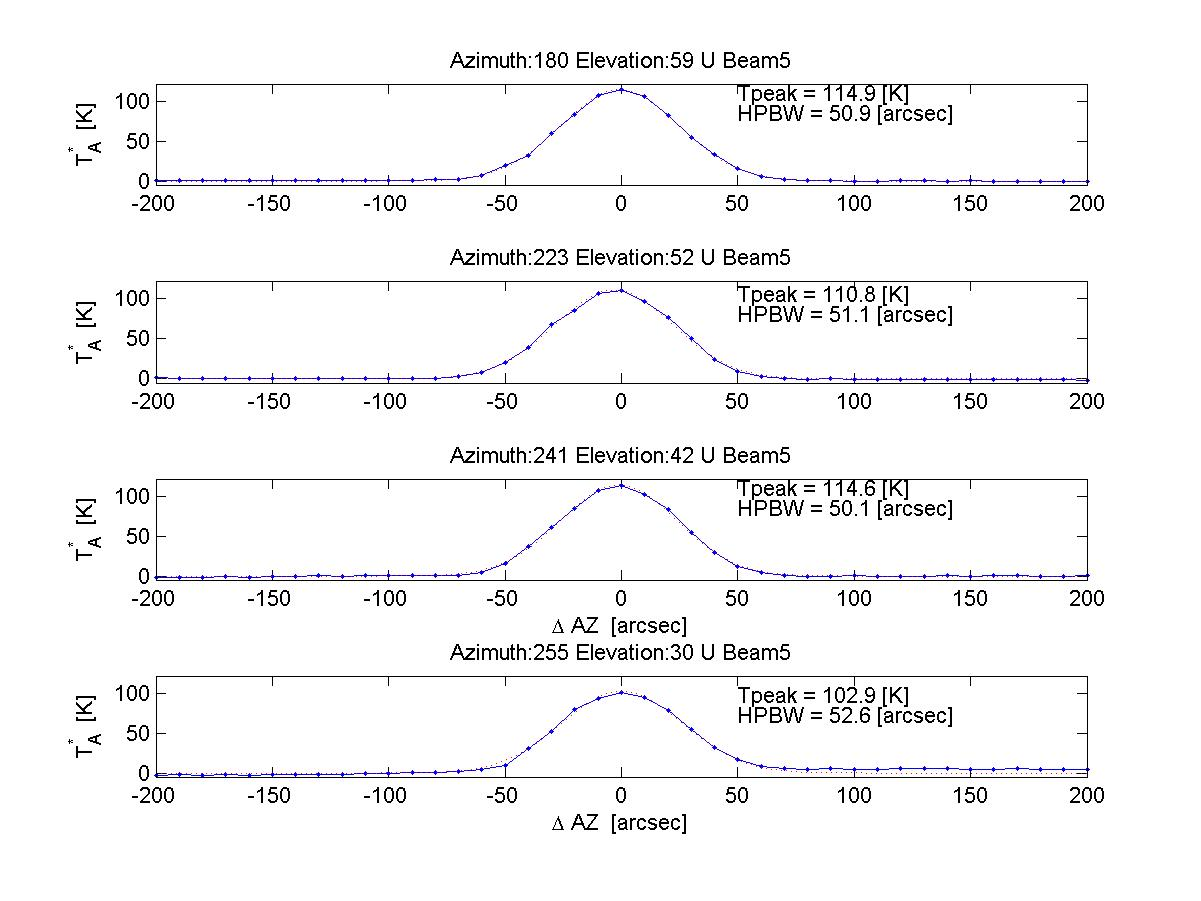 Azimuth:180 Elevation:59 U Beam5
Tpeak = 114.9 [K]
HPBW = 50.9 [arcsec]
T*A [K]
100
50
0
-200 -150 -100 -50 0 50 100 150 200
Azimuth:223 Elevation:52 U Beam5
Tpeak = 110.8 [K]
HPBW = 51.1 [arcsec]
T*A [K]
100
50
0
-200 -150 -100 -50 0 50 100 150 200
Azimuth:241 Elevation:42 U Beam5
Tpeak = 114.6 [K]
HPBW = 50.1 [arcsec]
T*A [K]
100
50
0
-200 -150 -100 -50 0 50 100 150 200
Δ AZ [arcsec]
Azimuth:255 Elevation:30 U Beam5
Tpeak = 102.9 [K]
HPBW = 52.6 [arcsec]
T*A [K]
100
50
0
-200 -150 -100 -50 0 50 100 150 200
Δ AZ [arcsec]